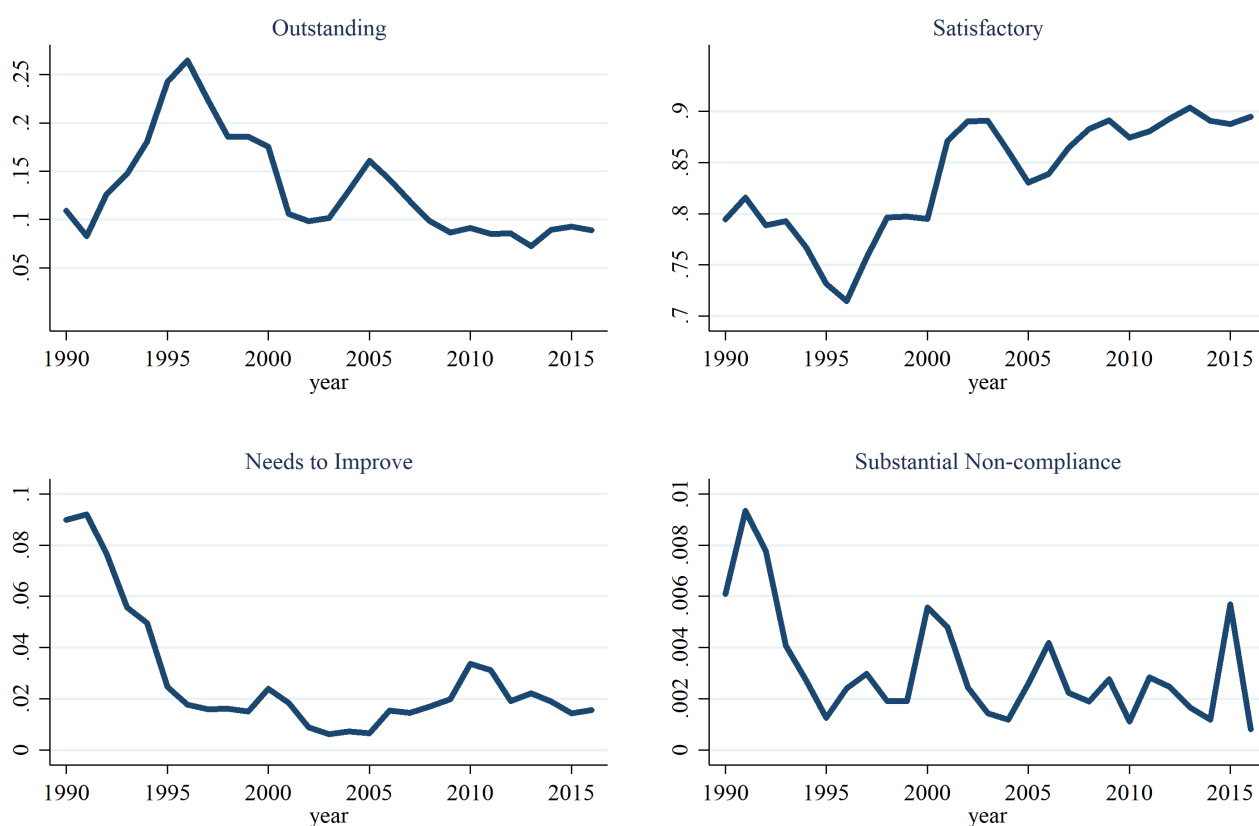 Outstanding
.25
.2
.15
.1
.05
1990 1995 2000 2005 2010 2015
year
Satisfactory
.9
.85
.8
.75
.7
1990 1995 2000 2005 2010 2015
year
Needs to Improve
.1
.08
.06
.04
.02
0
1990 1995 2000 2005 2010 2015
year
Substantial Non-compliance
.01
.008
.006
.004
.002
0
1990 1995 2000 2005 2010 2015
year